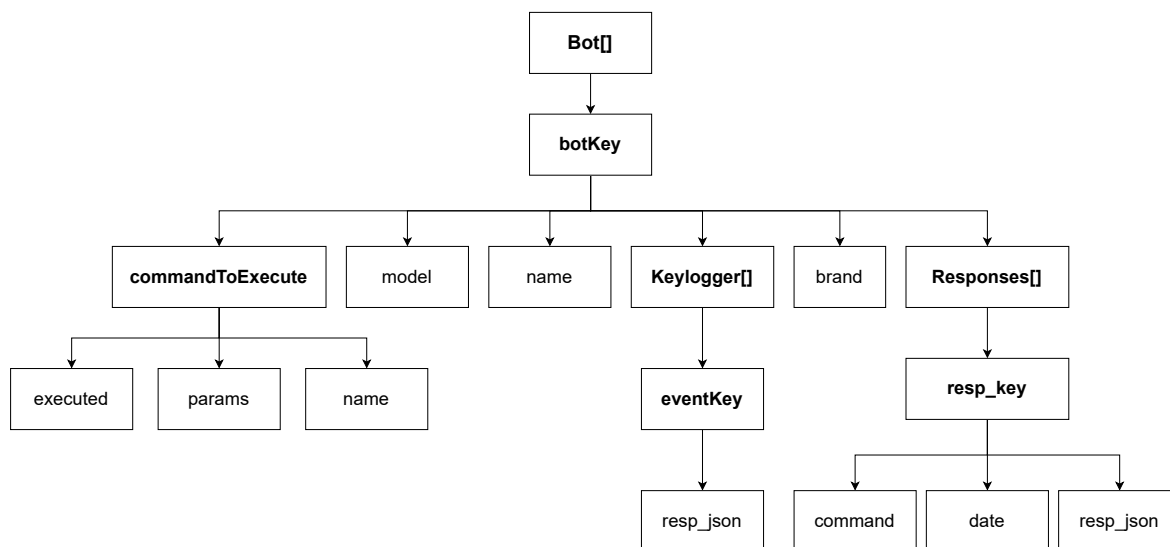 Bot[]
botKey
commandToExecute
model
name
Keylogger[]
brand
Responses[]
executed
params
name
eventKey
resp_key
resp_json
command
date
resp_json